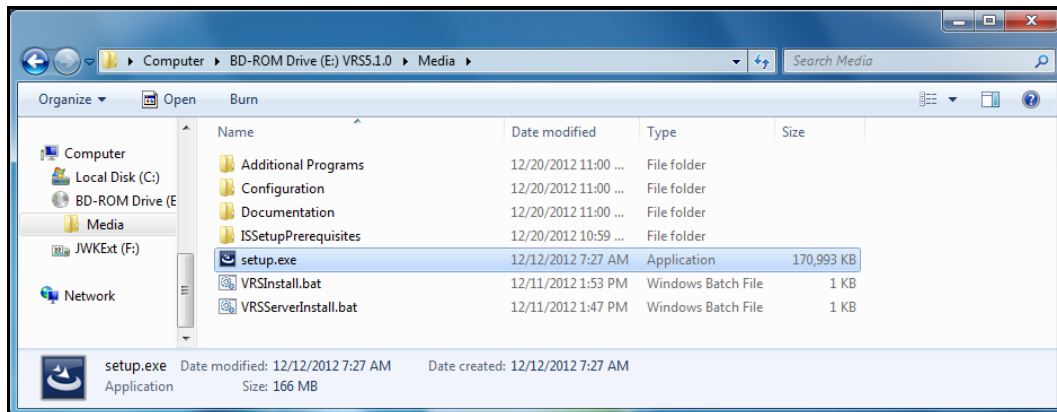 Computer BD-ROM Drive (E:) VRS5.1.0 Media Search Media
Organize Open Burn
Name Date modified Type Size
Computer
Local Disk (C:)
BD-ROM Drive (E
Media
JWKExt (F:)
Network
Additional Programs 12/20/2012 11:00 ... File folder
Configuration 12/20/2012 11:00 ... File folder
Documentation 12/20/2012 11:00 ... File folder
ISSetupPrerequisites 12/20/2012 10:59 ... File folder
setup.exe 12/12/2012 7:27 AM Application 170,993 KB
VRSInstall.bat 12/11/2012 1:53 PM Windows Batch File 1 KB
VRSServerInstall.bat 12/11/2012 1:47 PM Windows Batch File 1 KB
setup.exe Date modified: 12/12/2012 7:27 AM Date created: 12/12/2012 7:27 AM
Application Size: 166 MB